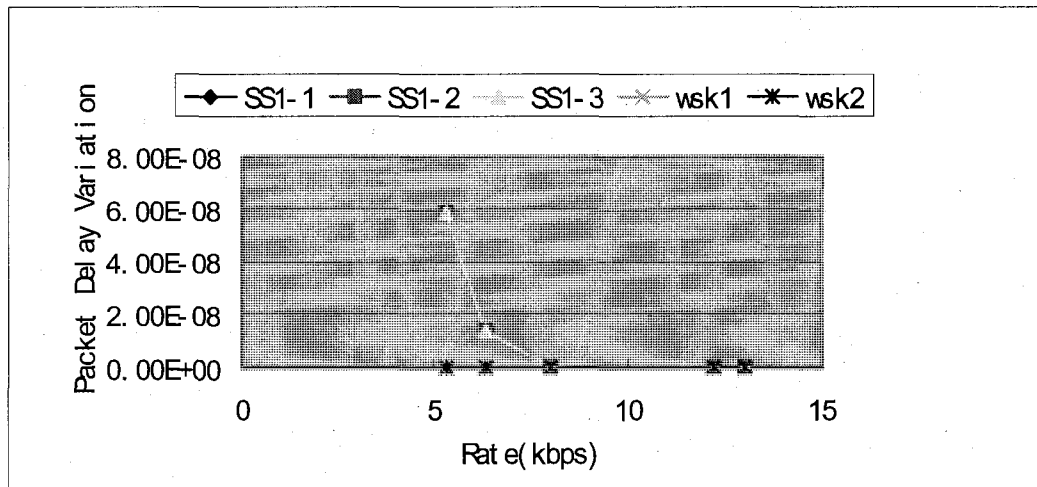 SS1-1 SS1-2 SS1-3 wsk1 wsk2
Packet Delay Variation
8.00E-08
6.00E-08
4.00E-08
2.00E-08
0.00E+00
0 5 10 15
Rate(kbps)